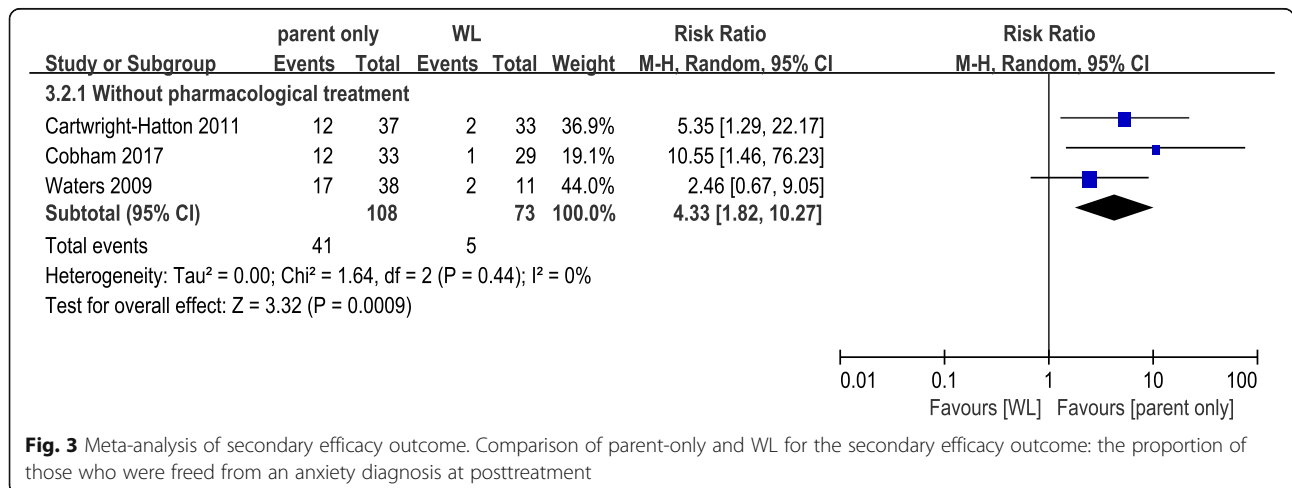 parent only WL Risk Ratio Risk Ratio
Study or Subgroup Events Total Events Total Weight M-H, Random, 95% CI M-H, Random, 95% CI
3.2.1 Without pharmacological treatment
Cartwright-Hatton 2011 12 37 2 33 36.9% 5.35 [1.29, 22.17]
Cobham 2017 12 33 1 29 19.1% 10.55 [1.46, 76.23]
Waters 2009 17 38 2 11 44.0% 2.46 [0.67, 9.05]
Subtotal (95% CI) 108 73 100.0% 4.33 [1.82, 10.27]
Total events 41 5
Heterogeneity: Tau² = 0.00; Chi² = 1.64, df = 2 (P = 0.44); I² = 0%
Test for overall effect: Z = 3.32 (P = 0.0009)
0.01 0.1 1 10 100
Favours [WL] Favours [parent only]
Fig. 3 Meta-analysis of secondary efficacy outcome. Comparison of parent-only and WL for the secondary efficacy outcome: the proportion of
those who were freed from an anxiety diagnosis at posttreatment